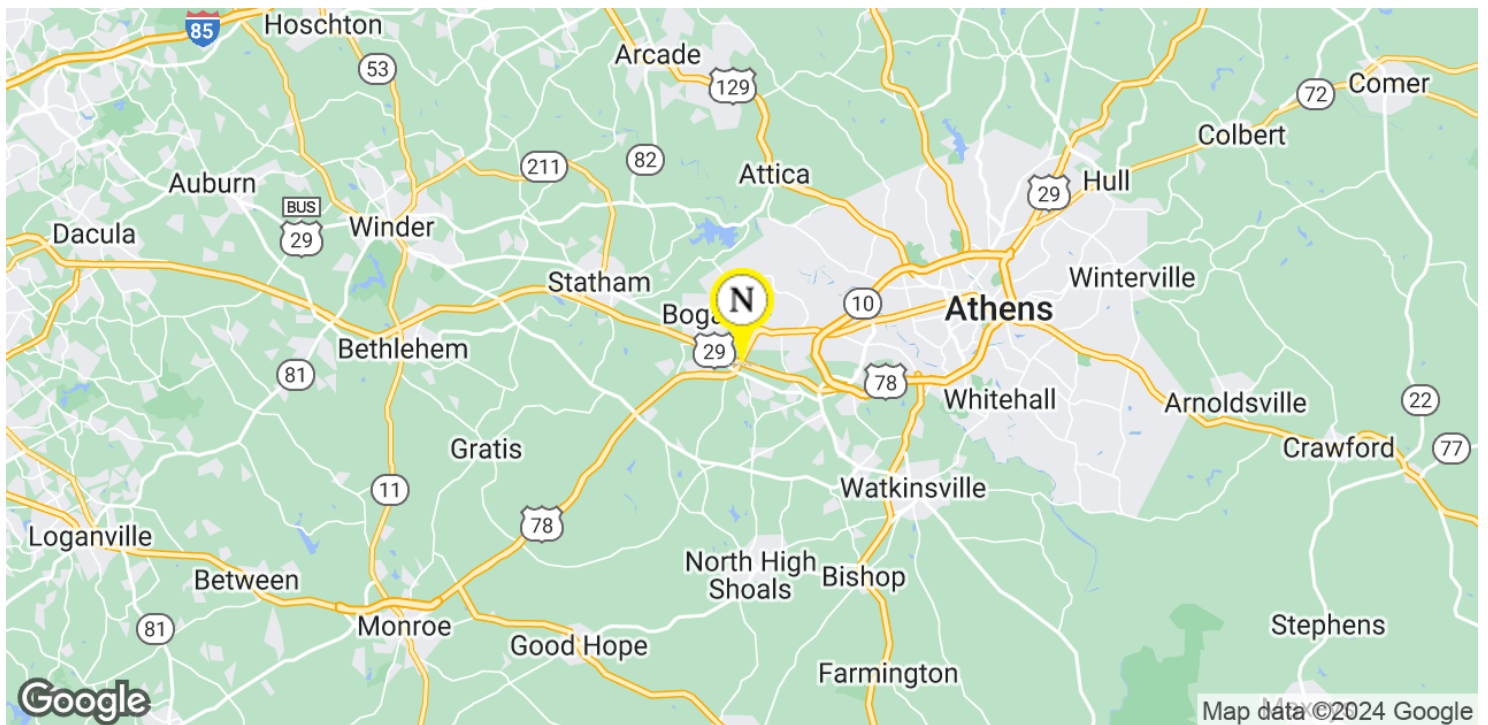 85
Hoschton
53
Arcade
129
Comer
72
Colbert
211
82
Attica
Auburn
29
Hull
BUS
29
Winder
Dacula
Winterville
Statham
N
10
Athens
29
Bethlehem
81
78
Whitehall
Arnoldsville
22
Gratis
Crawford
77
11
Watkinsville
78
Loganville
North High
Shoals
Bishop
Between
81
Monroe
Good Hope
Stephens
Farmington
Google
Map data ©2024 Google